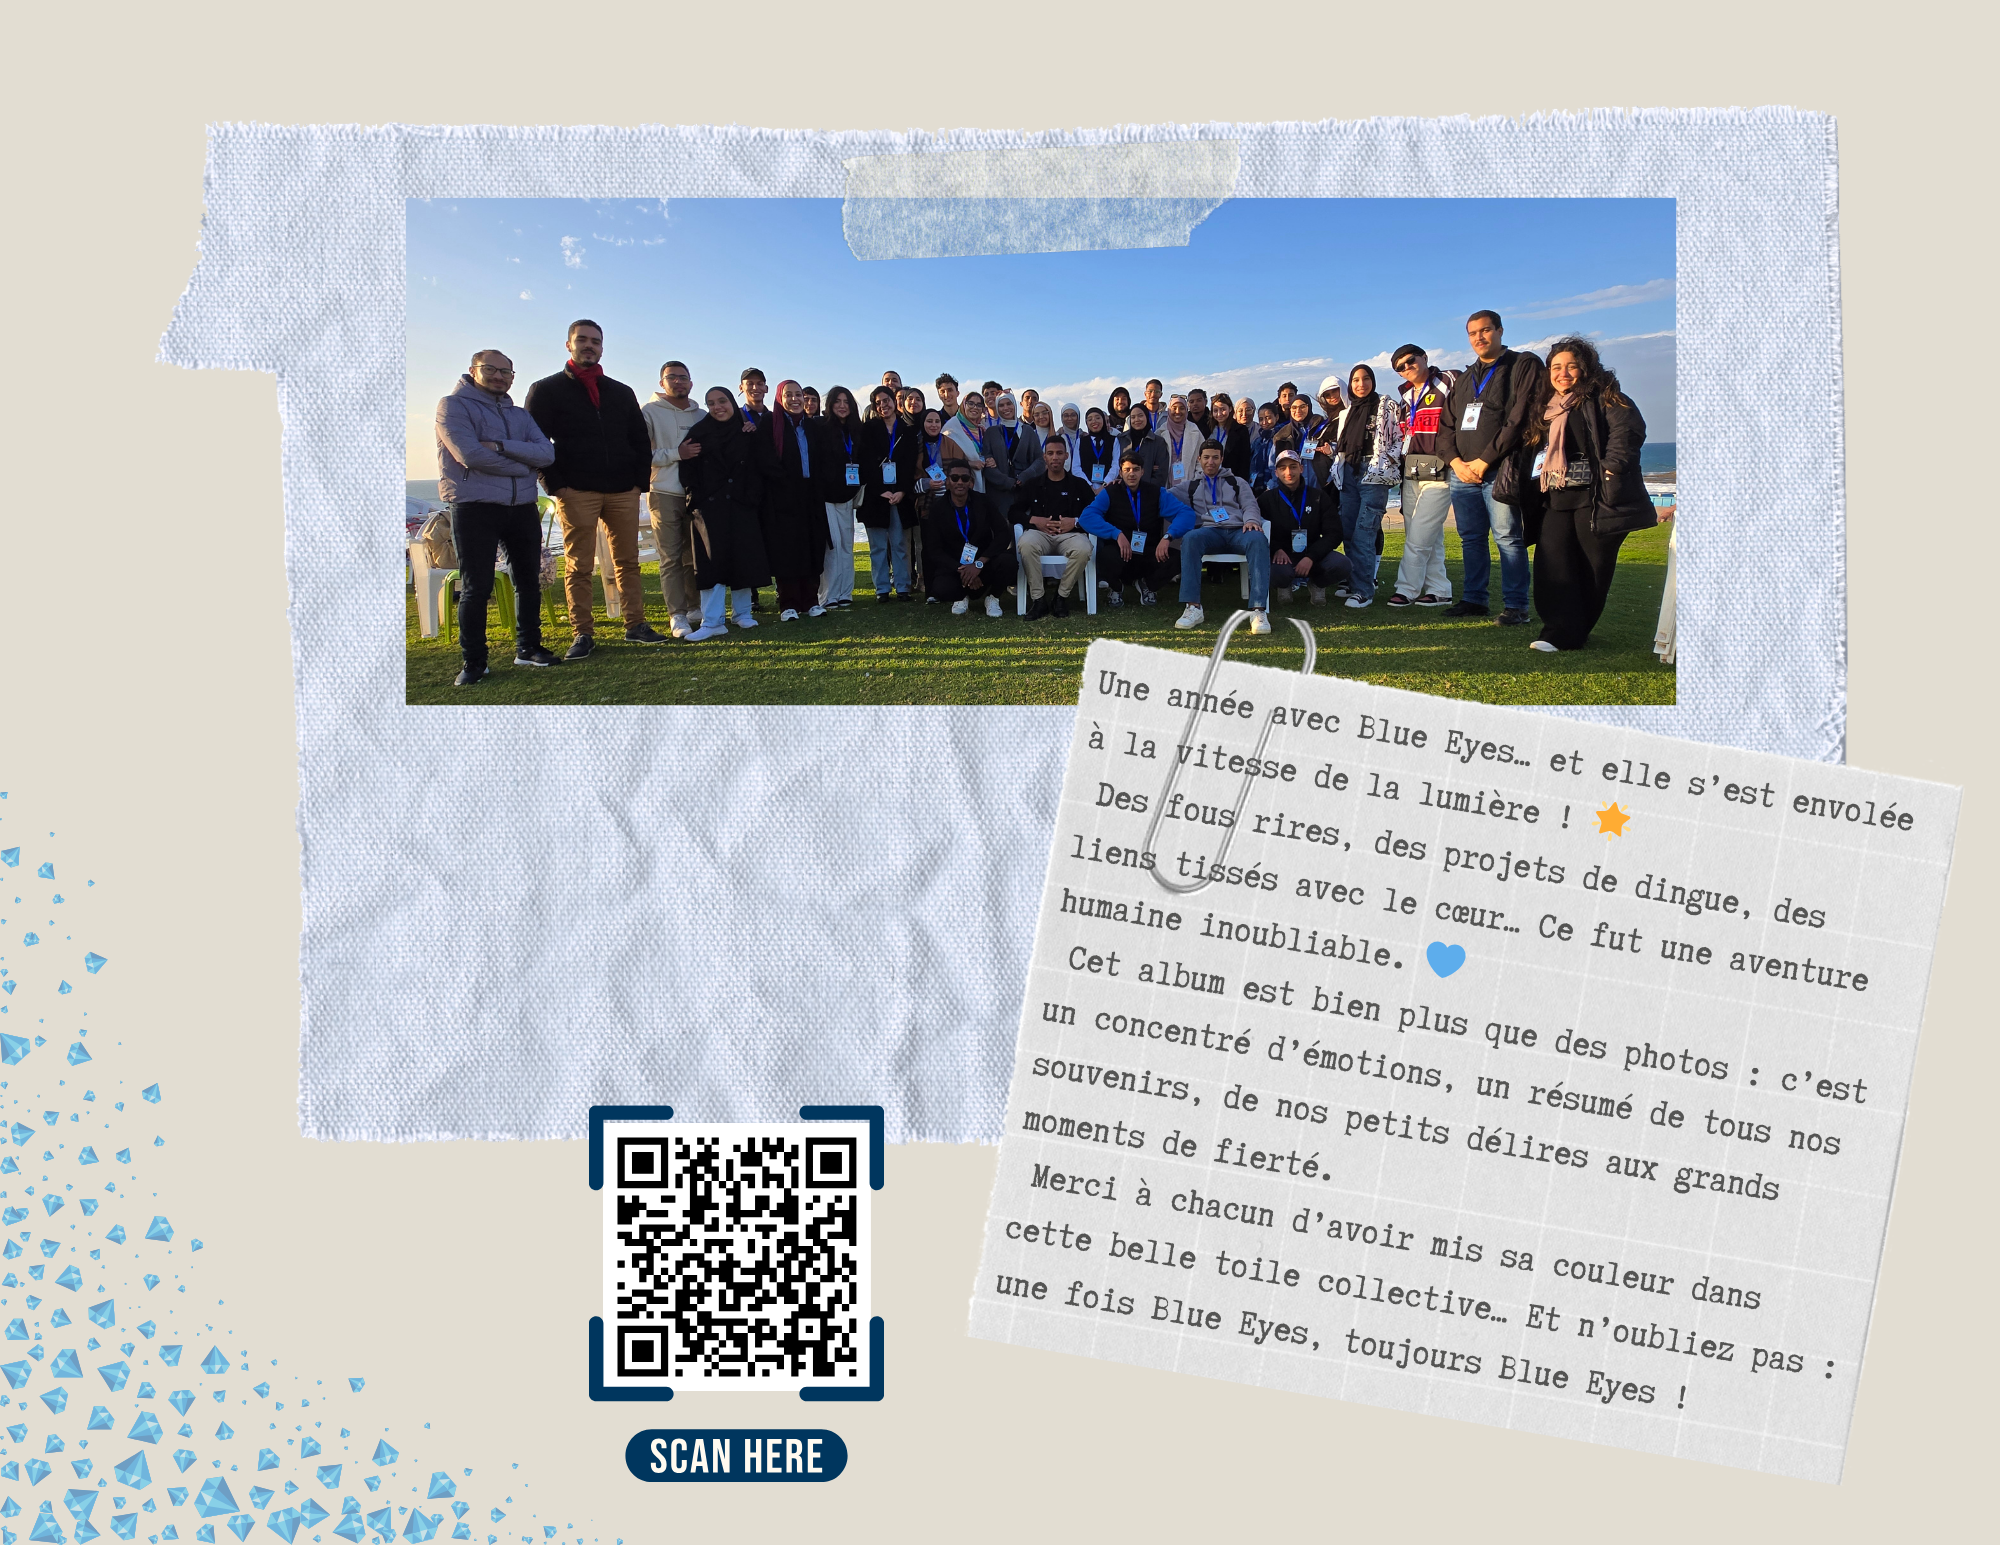 Une année avec Blue Eyes… et elle s’est envolée
à la vitesse de la lumière ! 🌟
Des fous rires, des projets de dingue, des
liens tissés avec le cœur… Ce fut une aventure
humaine inoubliable. 💙
Cet album est bien plus que des photos : c’est
un concentré d’émotions, un résumé de tous nos
souvenirs, de nos petits délires aux grands
moments de fierté.
Merci à chacun d’avoir mis sa couleur dans
cette belle toile collective… Et n’oubliez pas :
une fois Blue Eyes, toujours Blue Eyes !
SCAN HERE